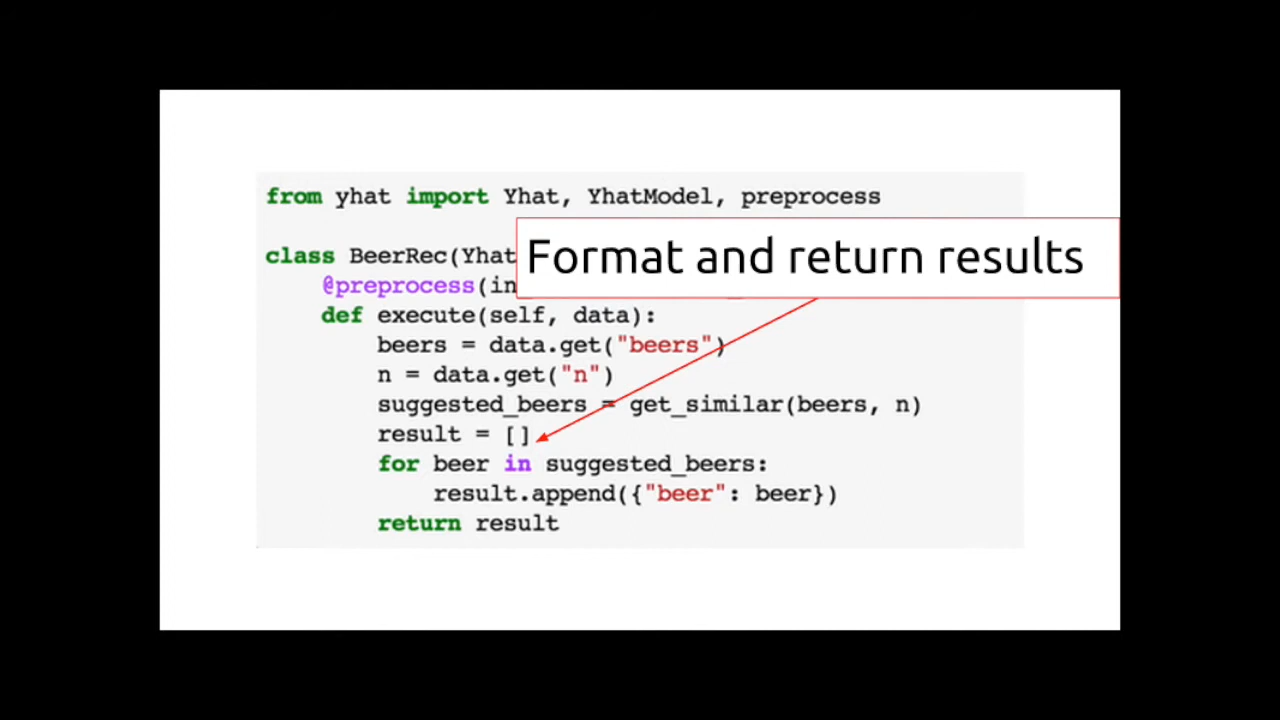 from yhat import Yhat, YhatModel, preprocess
class BeerRec(Yhat
Format and return results
@preprocess(in
def execute(self, data):
beers = data.get("beers")
n = data.get("n")
suggested_beers = get_similar(beers, n)
result = []
for beer in suggested_beers:
result.append({"beer": beer})
return result